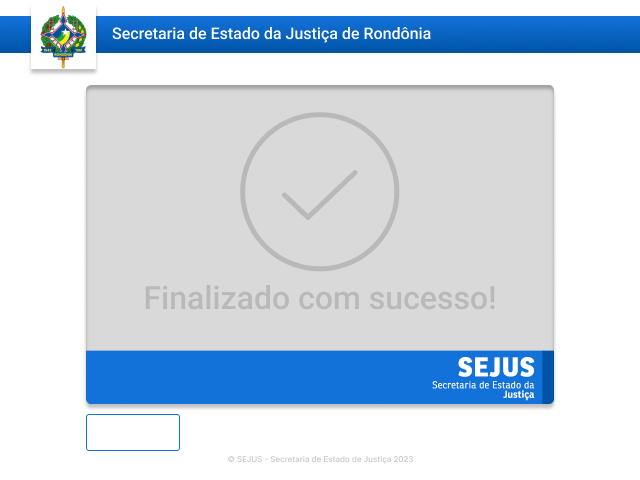 Secretaria de Estado da Justiça de Rondônia
Finalizado com sucesso!
SEJUS
Secretaria de Estado da
Justiça
© SEJUS - Secretaria de Estado de Justiça 2023